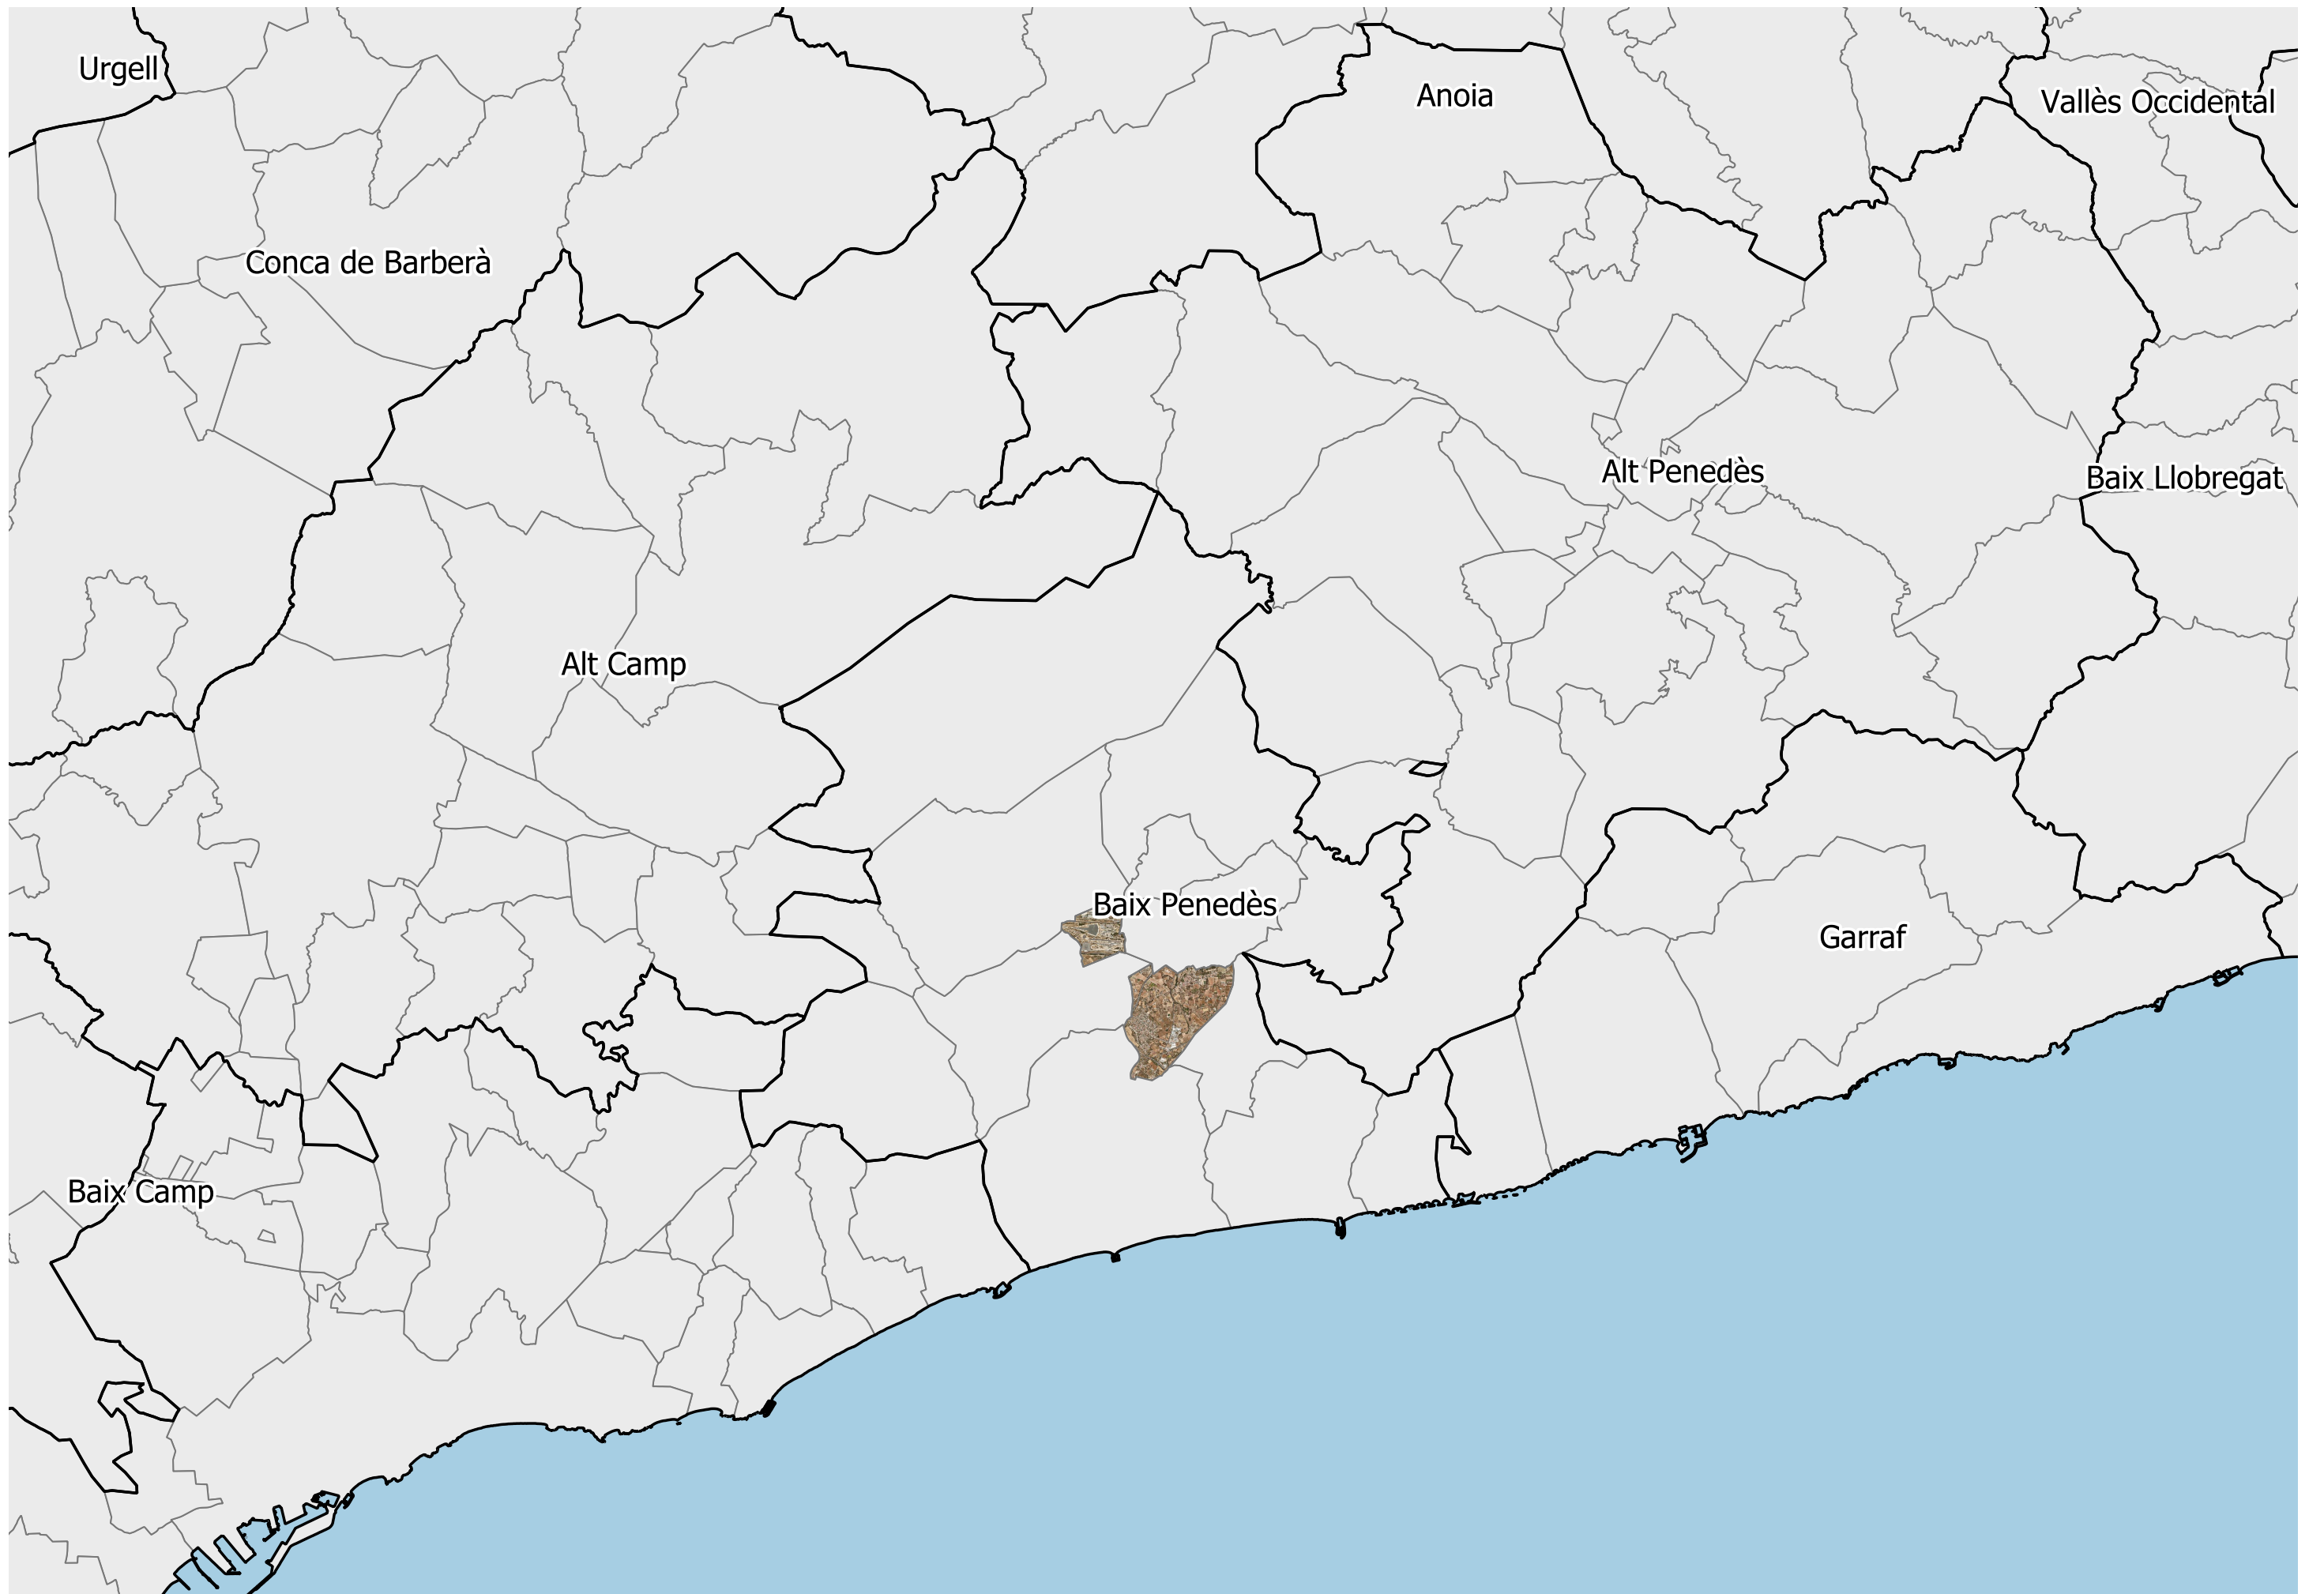 Urgell
Anoia
Vallès Occidental
Conca de Barberà
Alt Penedès
Baix Llobregat
Alt Camp
Baix Penedès
Garraf
Baix Camp